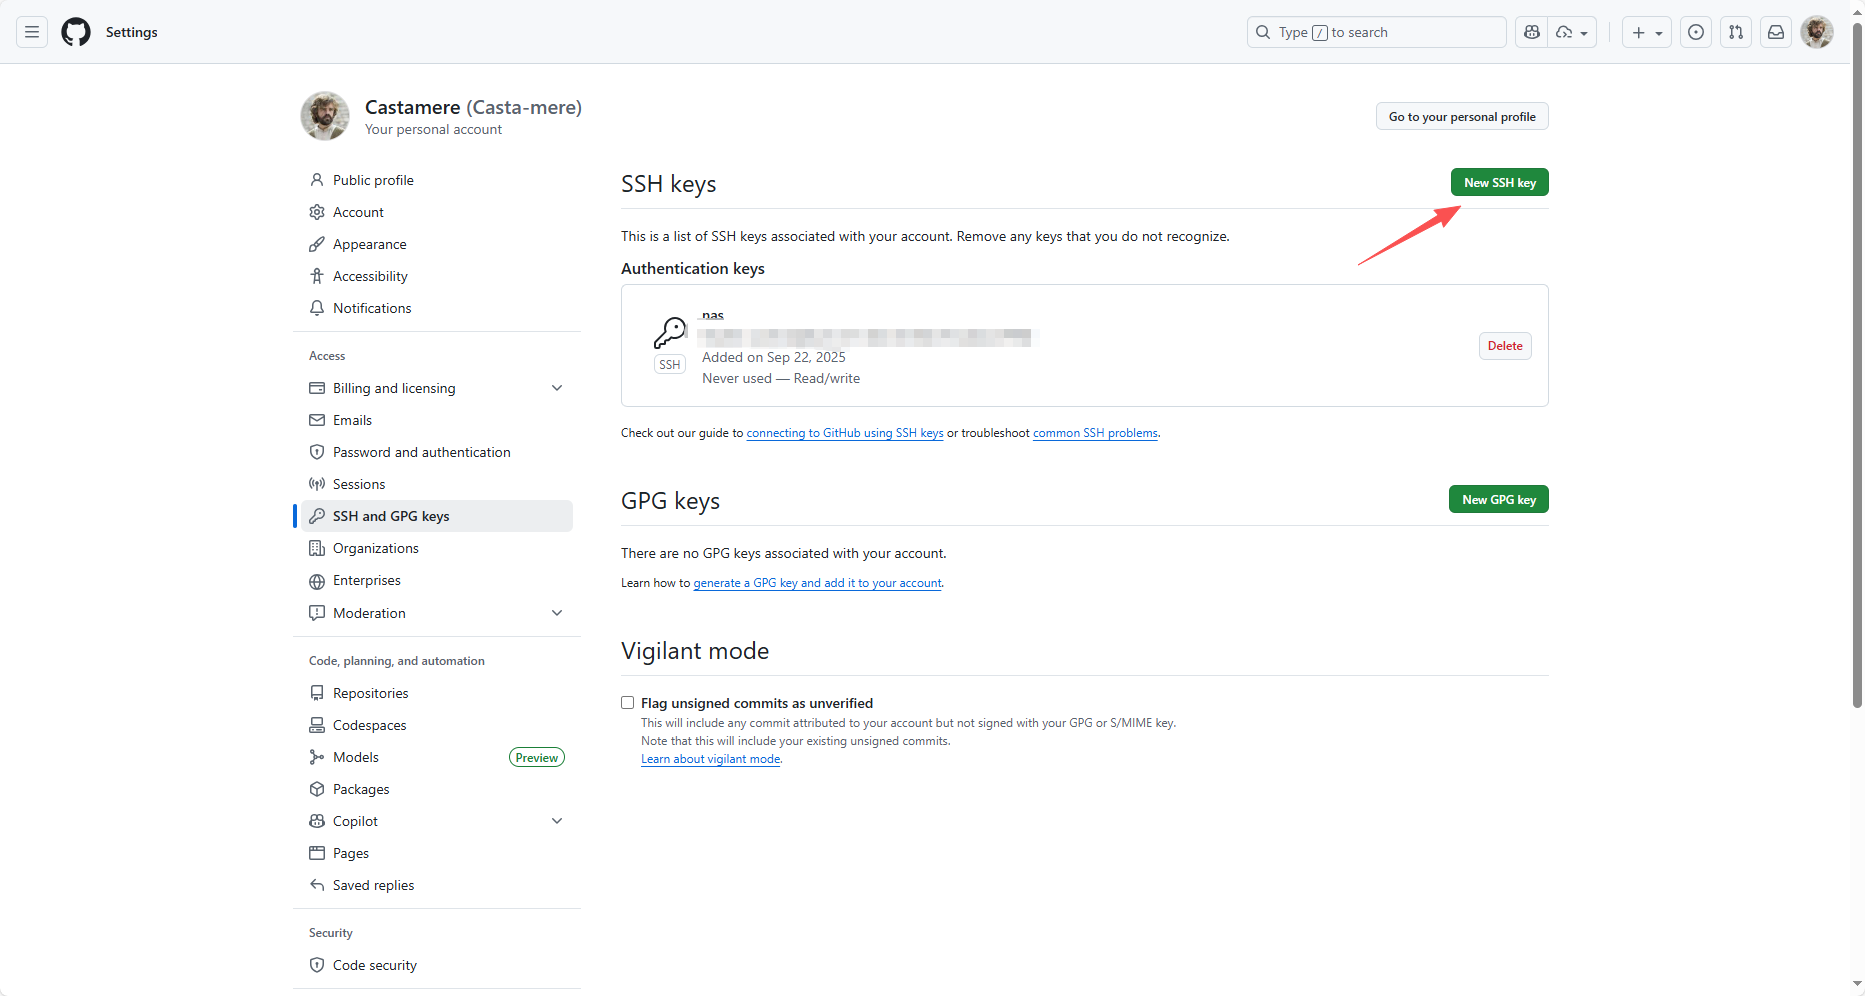 Settings
Type / to search
Castamere (Casta-mere)
Your personal account
Go to your personal profile
Public profile
Account
Appearance
Accessibility
Notifications
Access
Billing and licensing
Emails
Password and authentication
Sessions
SSH and GPG keys
Organizations
Enterprises
Moderation
Code, planning, and automation
Repositories
Codespaces
Models
Preview
Packages
Copilot
Pages
Saved replies
Security
Code security
SSH keys
New SSH key
This is a list of SSH keys associated with your account. Remove any keys that you do not recognize.
Authentication keys
nas
SSH
Added on Sep 22, 2025
Never used — Read/write
Delete
Check out our guide to connecting to GitHub using SSH keys or troubleshoot common SSH problems.
GPG keys
New GPG key
There are no GPG keys associated with your account.
Learn how to generate a GPG key and add it to your account.
Vigilant mode
Flag unsigned commits as unverified
This will include any commit attributed to your account but not signed with your GPG or S/MIME key.
Note that this will include your existing unsigned commits.
Learn about vigilant mode.